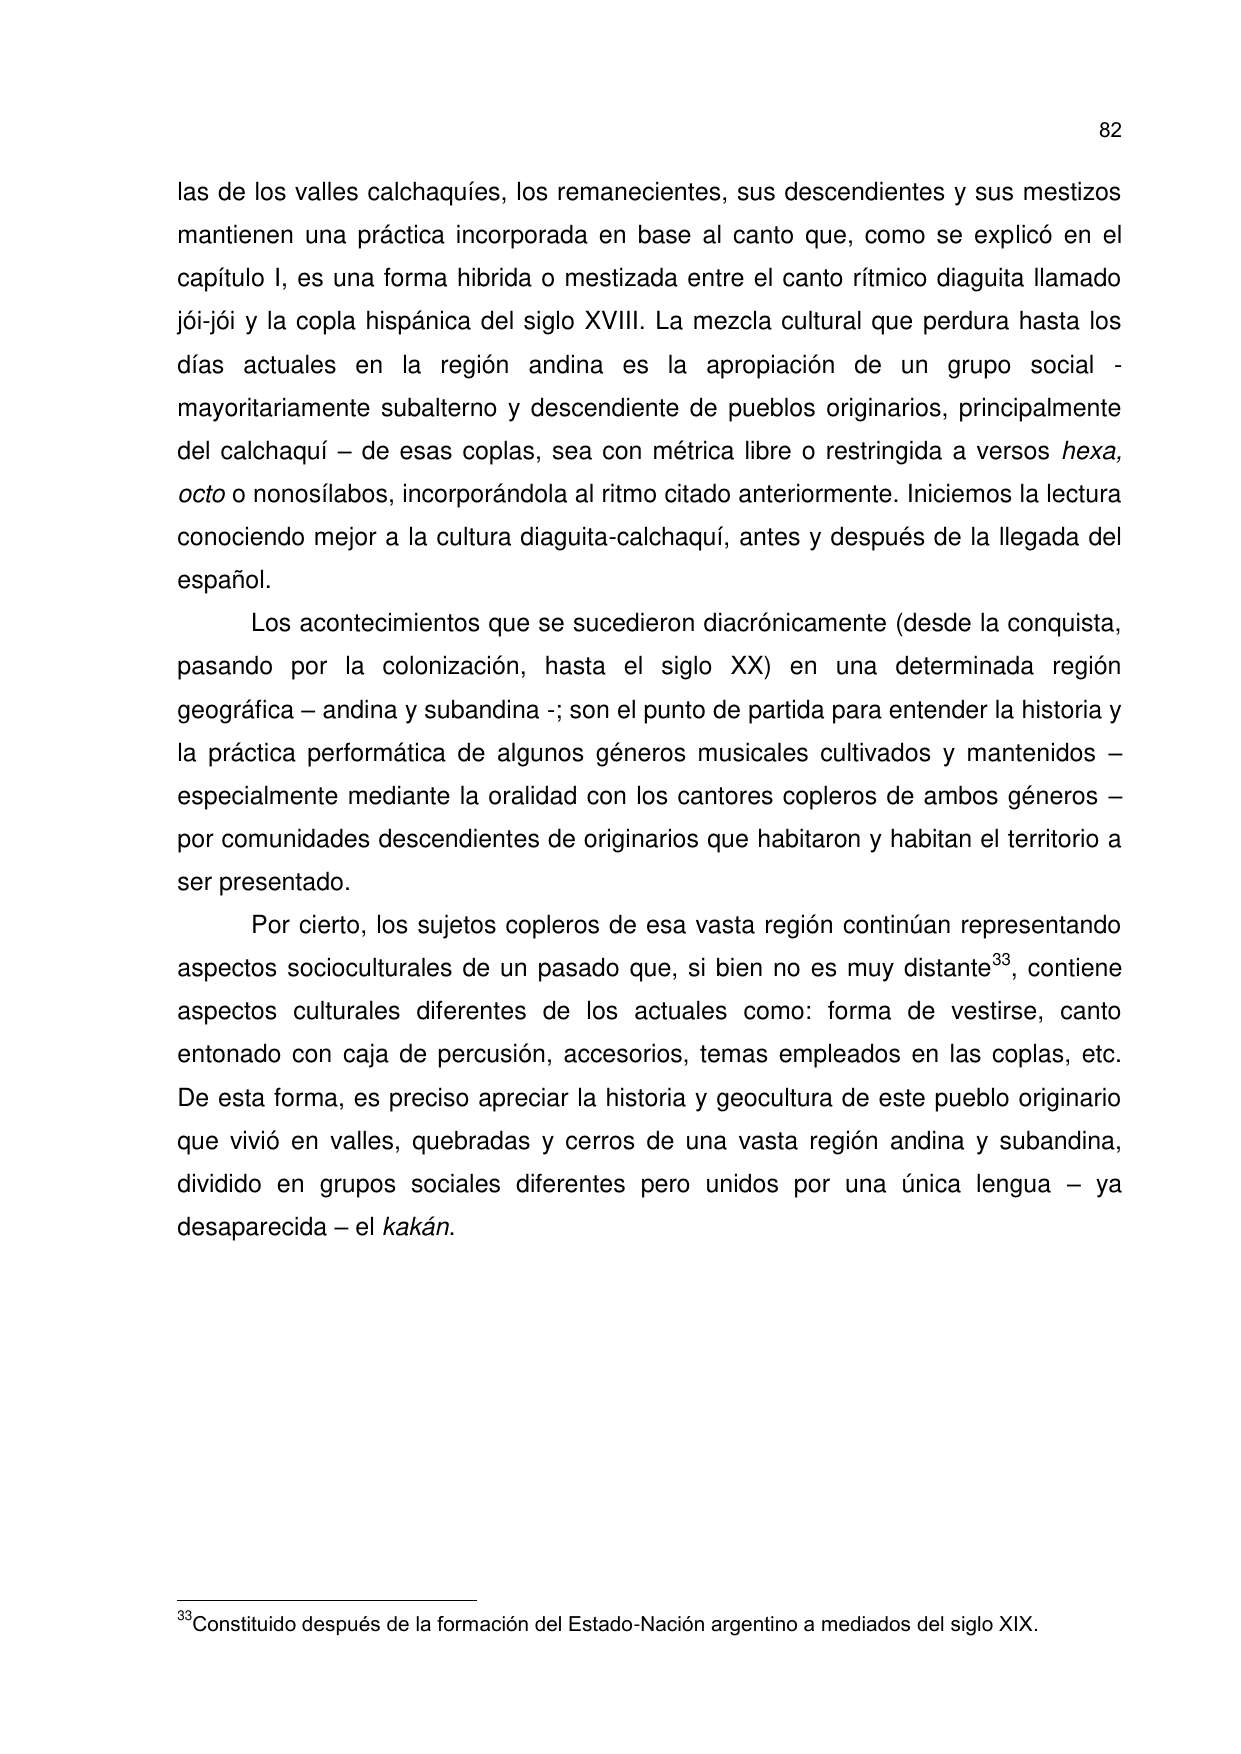 82
las de los valles calchaquíes, los remanecientes, sus descendientes y sus mestizos
mantienen una práctica incorporada en base al canto que, como se explicó en el
capítulo I, es una forma hibrida o mestizada entre el canto rítmico diaguita llamado
jói-jói y la copla hispánica del siglo XVIII. La mezcla cultural que perdura hasta los
días actuales en la región andina es la apropiación de un grupo social -
mayoritariamente subalterno y descendiente de pueblos originarios, principalmente
del calchaquí – de esas coplas, sea con métrica libre o restringida a versos hexa,
octo o nonosílabos, incorporándola al ritmo citado anteriormente. Iniciemos la lectura
conociendo mejor a la cultura diaguita-calchaquí, antes y después de la llegada del
español.
Los acontecimientos que se sucedieron diacrónicamente (desde la conquista,
pasando por la colonización, hasta el siglo XX) en una determinada región
geográfica – andina y subandina -; son el punto de partida para entender la historia y
la práctica performática de algunos géneros musicales cultivados y mantenidos –
especialmente mediante la oralidad con los cantores copleros de ambos géneros –
por comunidades descendientes de originarios que habitaron y habitan el territorio a
ser presentado.
Por cierto, los sujetos copleros de esa vasta región continúan representando
aspectos socioculturales de un pasado que, si bien no es muy distante33, contiene
aspectos culturales diferentes de los actuales como: forma de vestirse, canto
entonado con caja de percusión, accesorios, temas empleados en las coplas, etc.
De esta forma, es preciso apreciar la historia y geocultura de este pueblo originario
que vivió en valles, quebradas y cerros de una vasta región andina y subandina,
dividido en grupos sociales diferentes pero unidos por una única lengua – ya
desaparecida – el kakán.
33Constituido después de la formación del Estado-Nación argentino a mediados del siglo XIX.